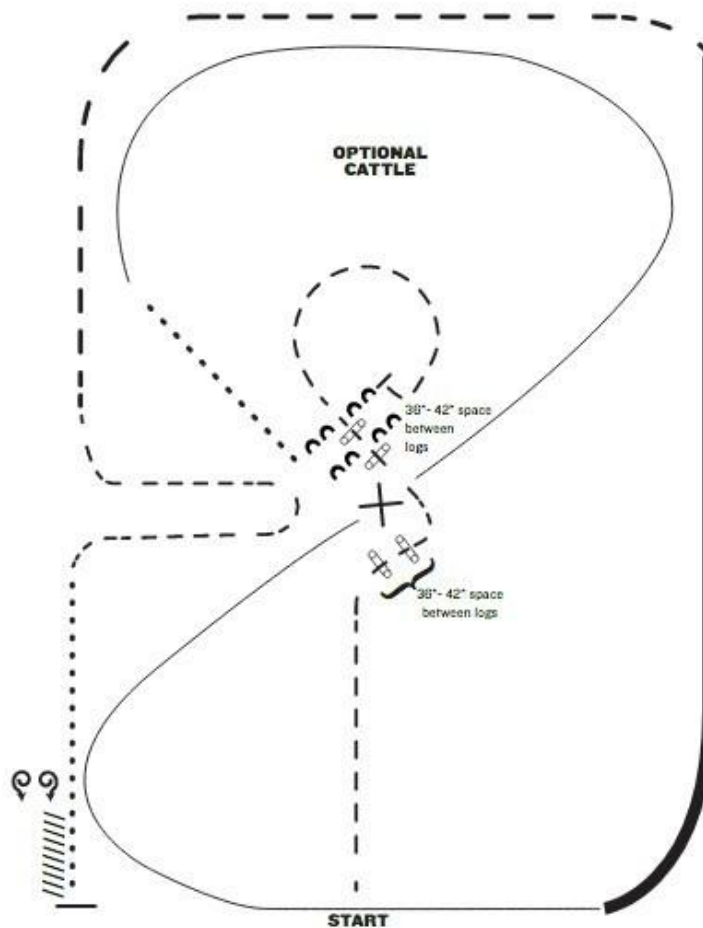 OPTIONAL
CATTLE
36"- 42" space
between
logs
36"- 42" space
between logs
START